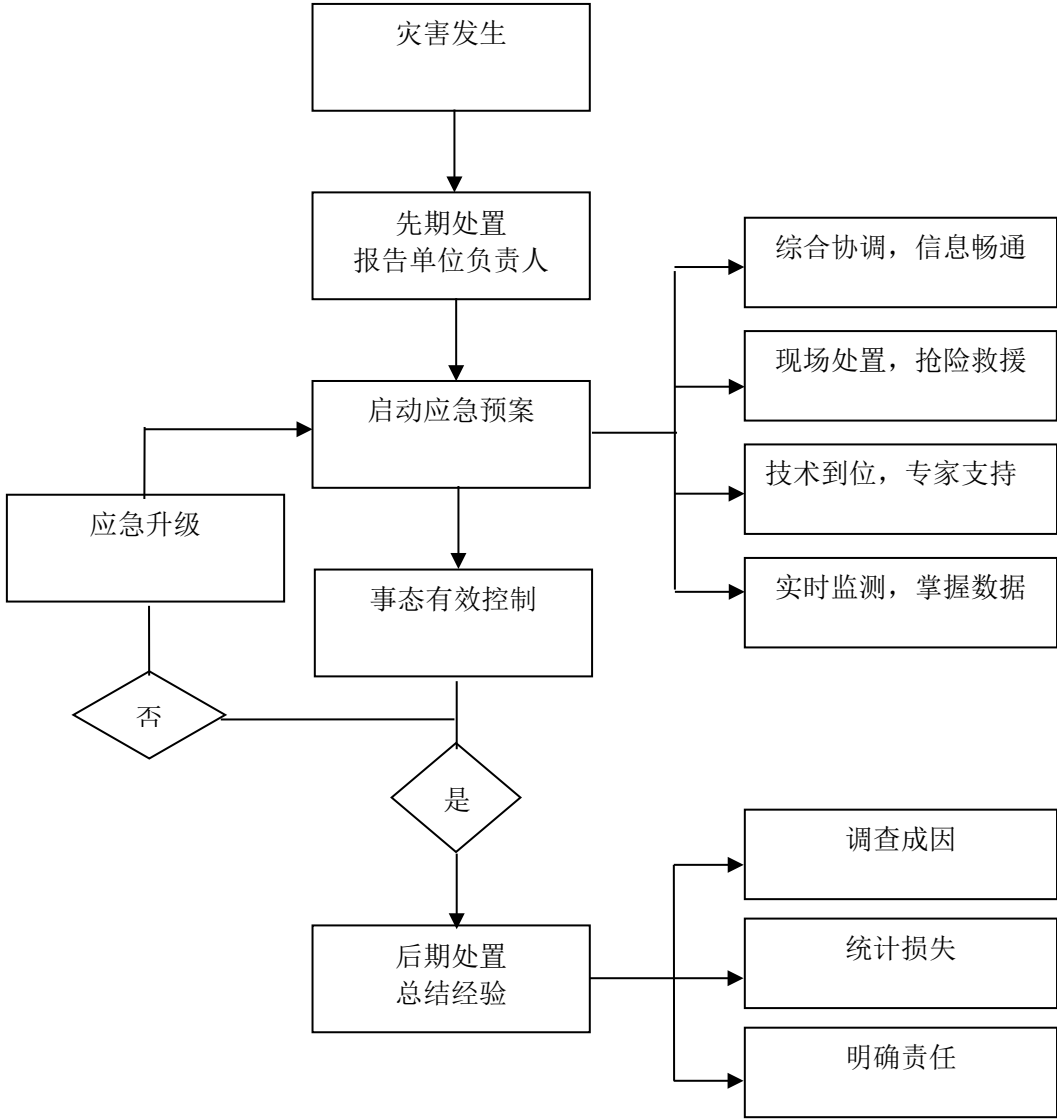 灾害发生
先期处置
报告单位负责人
综合协调，信息畅通
现场处置，抢险救援
启动应急预案
技术到位，专家支持
应急升级
实时监测，掌握数据
事态有效控制
否
是
调查成因
后期处置
总结经验
统计损失
明确责任